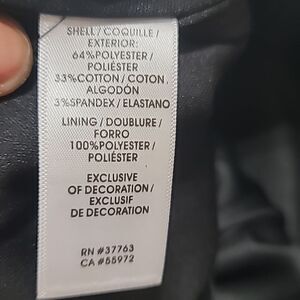 SHELL / COQUILLE /
EXTERIOR:
64%POLYESTER /
POLIÉSTER
33%COTTON / COTON
ALGODÓN
3%SPANDEX / ELASTANO
LINING / DOUBLURE /
FORRO
100%POLYESTER /
POLIÉSTER
EXCLUSIVE
OF DECORATION /
EXCLUSIF
DE DECORATION
RN #37763
CA #55972